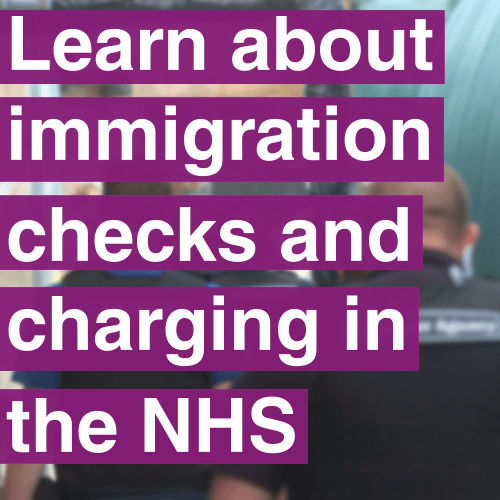 Learn about
immigration
checks and
charging in
the NHS